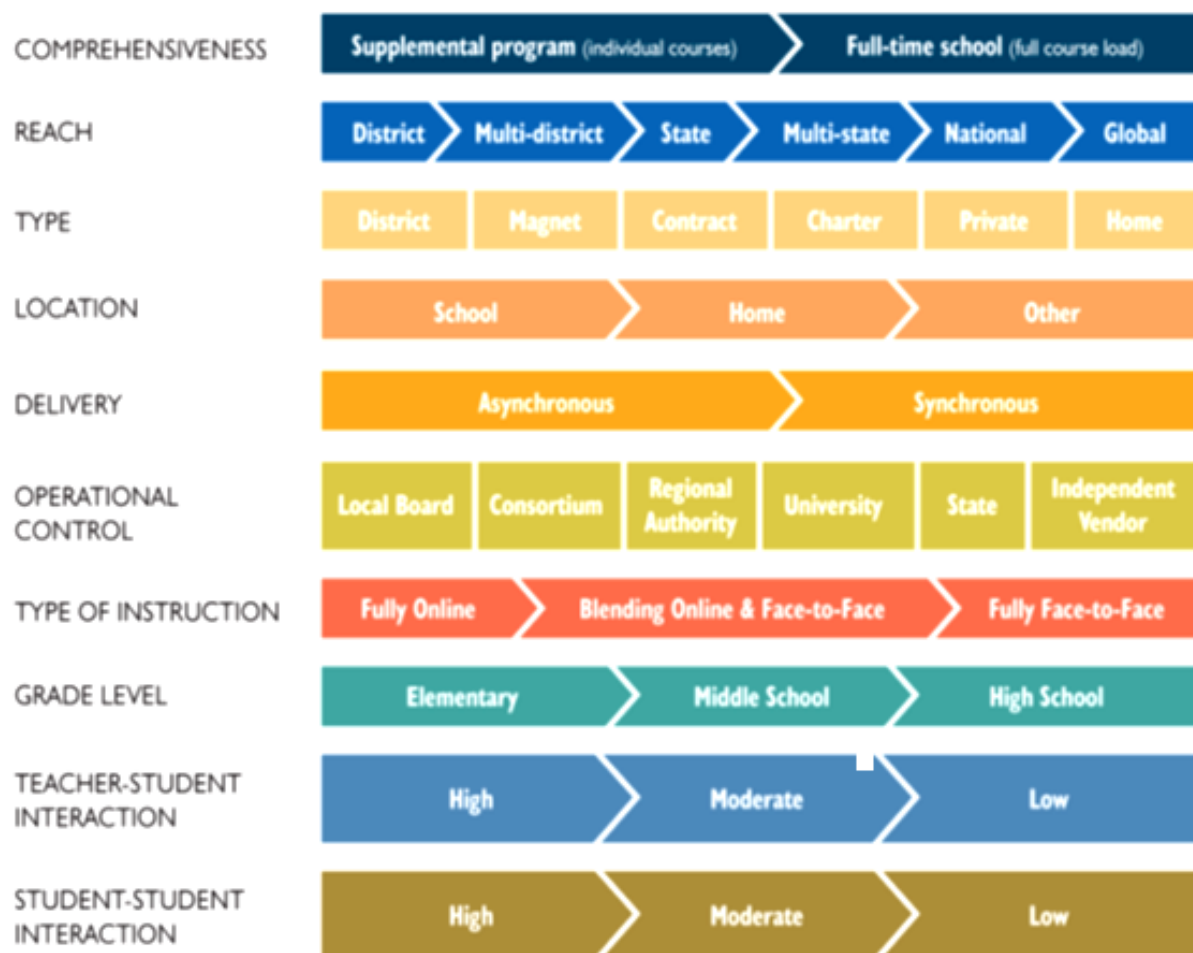 COMPREHENSIVENESS
Supplemental program (individual courses)
Full-time school (full course load)
REACH
District
Multi-district
State
Multi-state
National
Global
TYPE
District
Magnet
Contract
Charter
Private
Home
LOCATION
School
Home
Other
DELIVERY
Asynchronous
Synchronous
OPERATIONAL
CONTROL
Local Board
Consortium
Regional
Authority
University
State
Independent
Vendor
TYPE OF INSTRUCTION
Fully Online
Blending Online & Face-to-Face
Fully Face-to-Face
GRADE LEVEL
Elementary
Middle School
High School
TEACHER-STUDENT
INTERACTION
High
Moderate
Low
STUDENT-STUDENT
INTERACTION
High
Moderate
Low